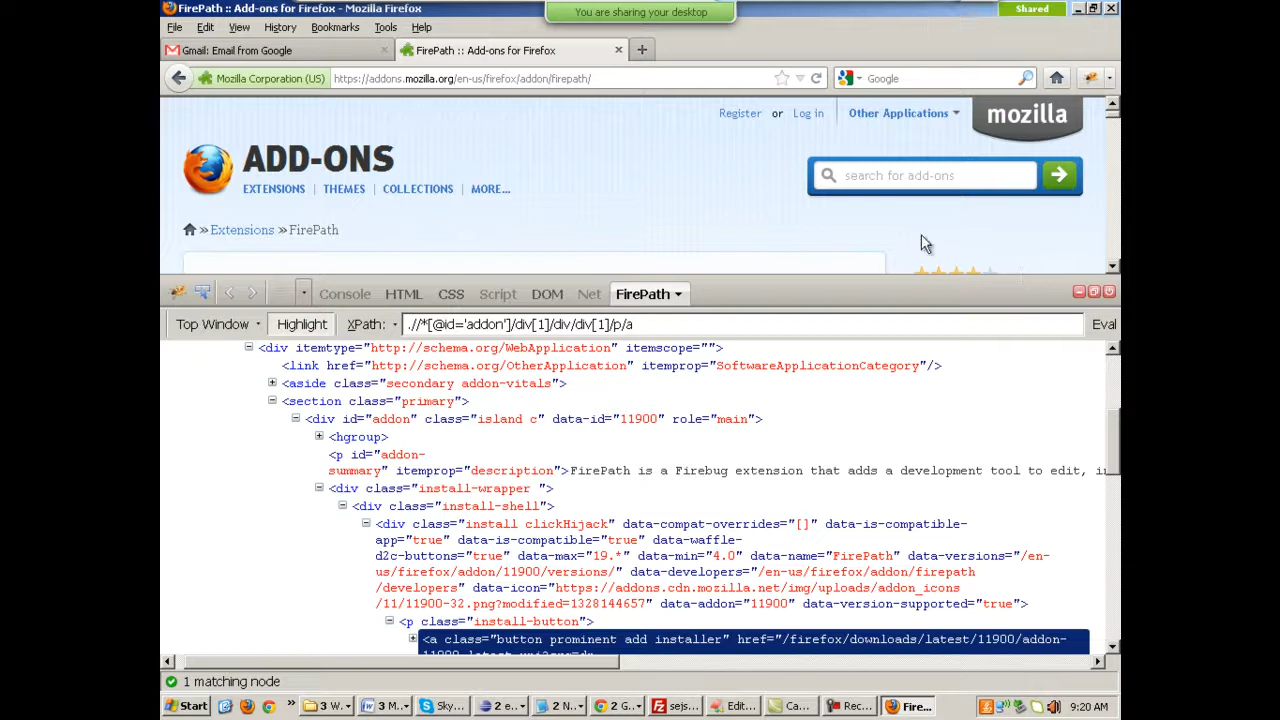 FirePath :: Add-ons for Firefox - Mozilla Firefox
You are sharing your desktop
Shared
File Edit View History Bookmarks Tools Help
Gmail: Email from Google
FirePath :: Add-ons for Firefox
Mozilla Corporation (US)
https://addons.mozilla.org/en-us/firefox/addon/firepath/
Google
Register or Log in
Other Applications
mozilla
ADD-ONS
EXTENSIONS | THEMES | COLLECTIONS | MORE...
search for add-ons
» Extensions » FirePath
Console HTML CSS Script DOM Net FirePath
Top Window Highlight XPath: .//*[@id='addon']/div[1]/div/div[1]/p/a Eval
<div itemtype="http://schema.org/WebApplication" itemscope="">
<link href="http://schema.org/OtherApplication" itemprop="SoftwareApplicationCategory"/>
<aside class="secondary addon-vitals">
<section class="primary">
<div id="addon" class="island c" data-id="11900" role="main">
<hgroup>
<p id="addon-
summary" itemprop="description">FirePath is a Firebug extension that adds a development tool to edit,
<div class="install-wrapper ">
<div class="install-shell">
<div class="install clickHijack" data-compat-overrides="[]" data-is-compatible-
app="true" data-is-compatible="true" data-waffle-
d2c-buttons="true" data-max="19.*" data-min="4.0" data-name="FirePath" data-versions="/en-
us/firefox/addon/11900/versions/" data-developers="/en-us/firefox/addon/firepath
/developers" data-icon="https://addons.cdn.mozilla.net/img/uploads/addon_icons
/11/11900-32.png?modified=1328144657" data-addon="11900" data-version-supported="true">
<p class="install-button">
<a class="button prominent add installer" href="/firefox/downloads/latest/11900/addon-
1 matching node
Start » 3 W... 3 M... Sky... 2 e... 2 N... 2 G... sejs... Edit... Ca... Rec... Fire... 9:20 AM